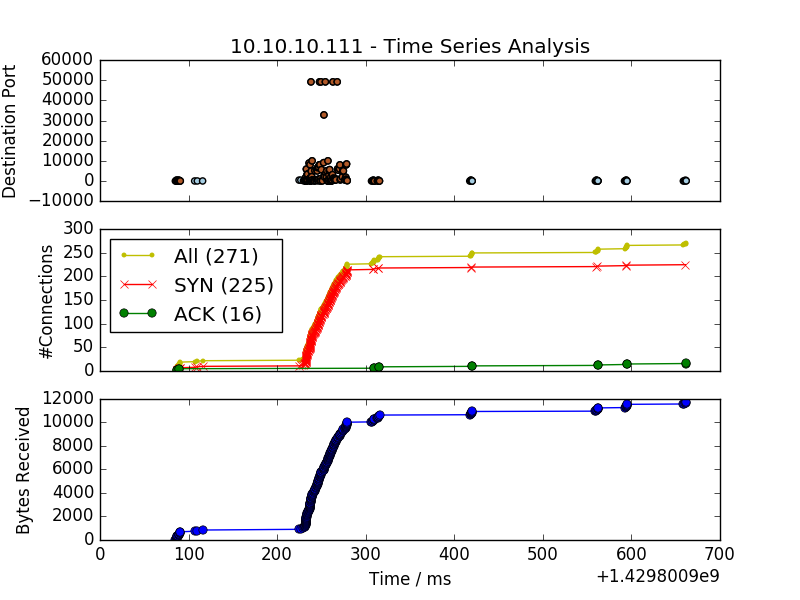 10.10.10.111 - Time Series Analysis
Destination Port
60000
50000
40000
30000
20000
10000
0
−10000
#Connections
300
250
200
150
100
50
0
All (271)
SYN (225)
ACK (16)
Bytes Received
12000
10000
8000
6000
4000
2000
0
0 100 200 300 400 500 600 700
Time / ms
+1.4298009e9